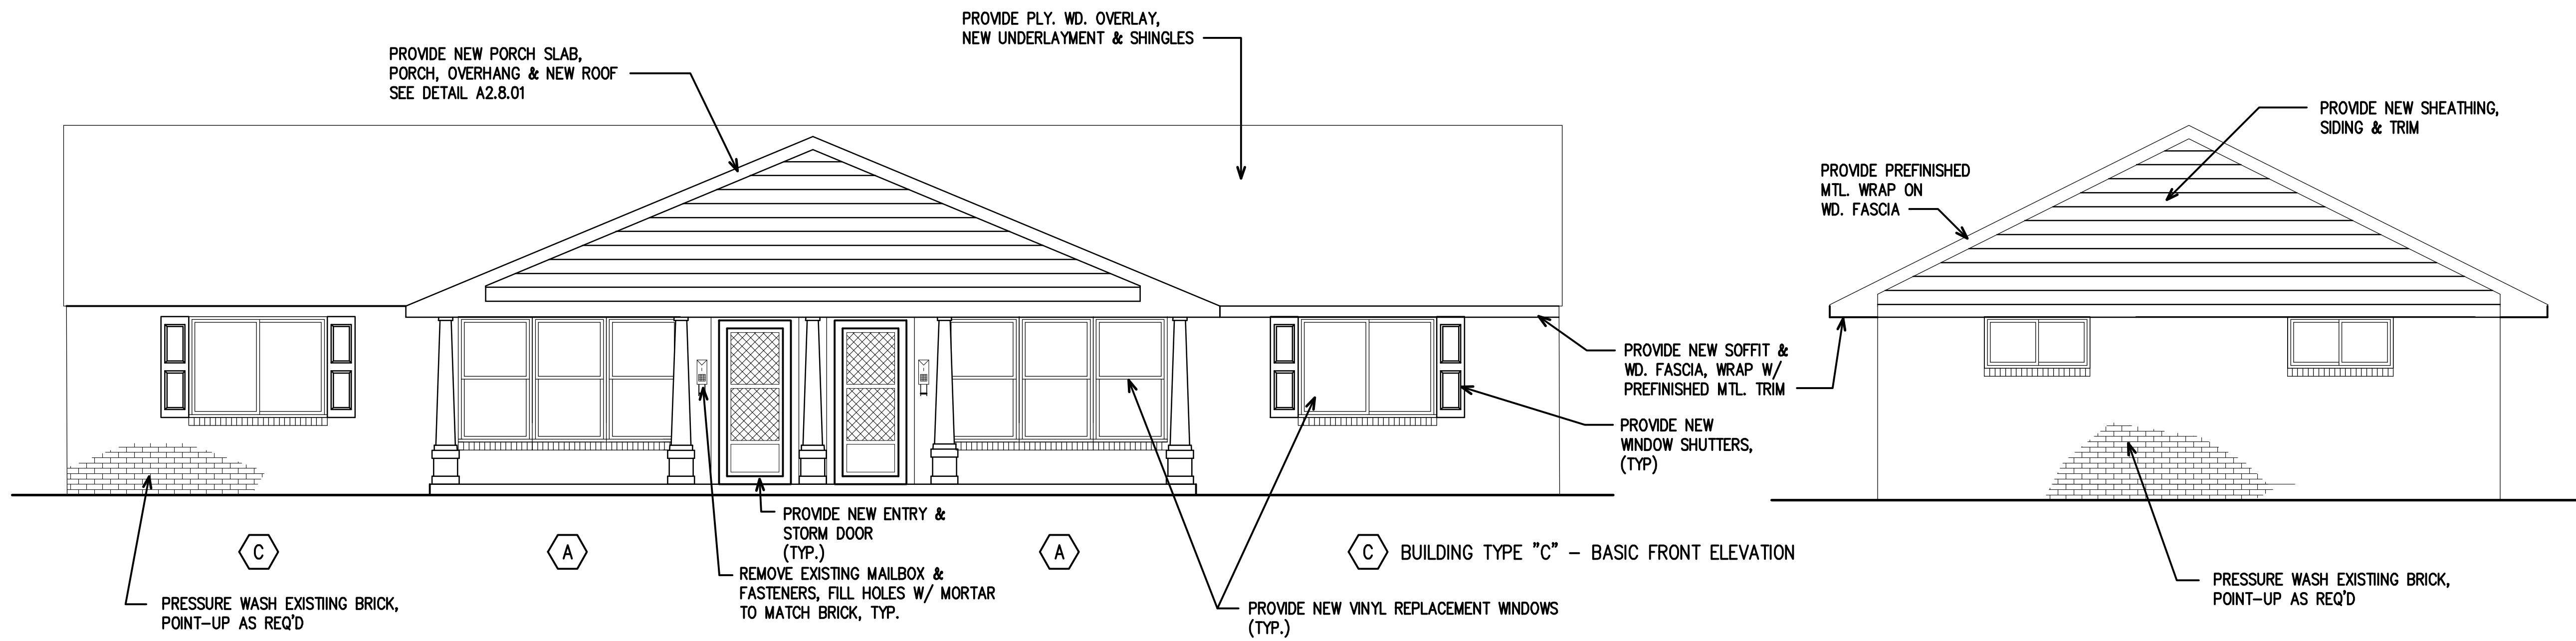 PROVIDE PLY. WD. OVERLAY,
NEW UNDERLAYMENT & SHINGLES
PROVIDE NEW PORCH SLAB,
PORCH, OVERHANG & NEW ROOF
SEE DETAIL A2.8.01
PROVIDE NEW SHEATHING,
SIDING & TRIM
PROVIDE PREFINISHED
MTL. WRAP ON
WD. FASCIA
PROVIDE NEW SOFFIT &
WD. FASCIA, WRAP W/
PREFINISHED MTL. TRIM
PROVIDE NEW
WINDOW SHUTTERS,
(TYP)
PROVIDE NEW ENTRY &
STORM DOOR
(TYP.)
C
A
A
C
BUILDING TYPE "C" - BASIC FRONT ELEVATION
REMOVE EXISTING MAILBOX &
FASTENERS, FILL HOLES W/ MORTAR
TO MATCH BRICK, TYP.
PRESSURE WASH EXISTIING BRICK,
POINT-UP AS REQ'D
PROVIDE NEW VINYL REPLACEMENT WINDOWS
(TYP.)
PRESSURE WASH EXISTIING BRICK,
POINT-UP AS REQ'D